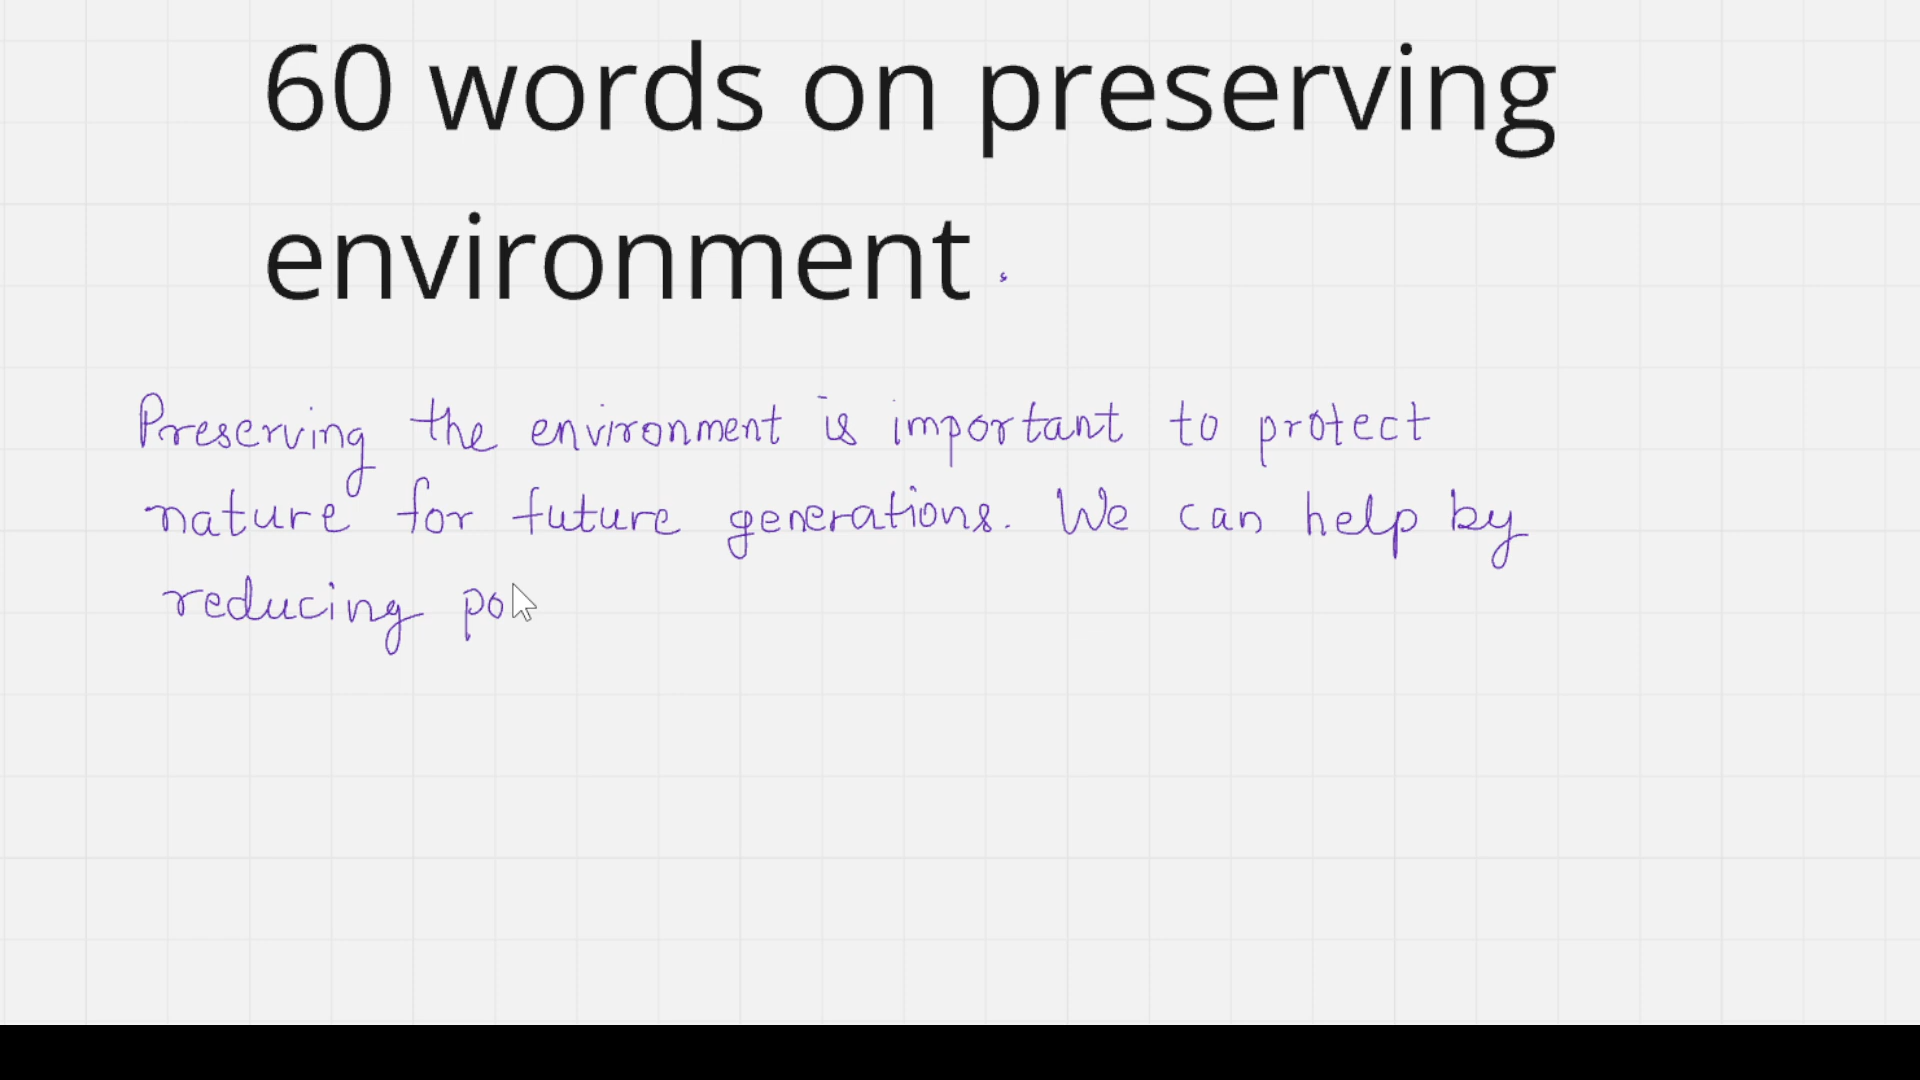 60 words on preserving
environment.
Preserving the environment is important to protect
nature for future generations. We can help by
reducing po